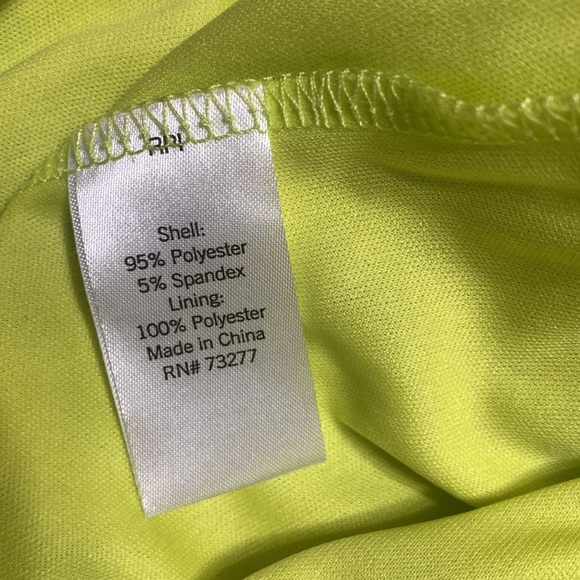 Shell:
95% Polyester
5% Spandex
Lining:
100% Polyester
Made in China
RN# 73277